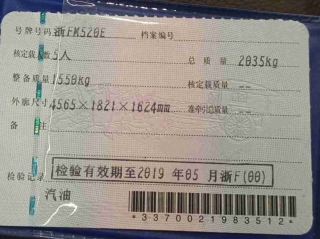 号牌号码 浙FM520E 档案编号
核定载人数 5人 总质量 2035kg
整备质量 1550kg 核定载质量 --
外廓尺寸 4565×1821×1624mm 准牵引总质量 --
备注
检验记录 检验有效期至2019年05月浙F(00)
汽油
*3370021983512*